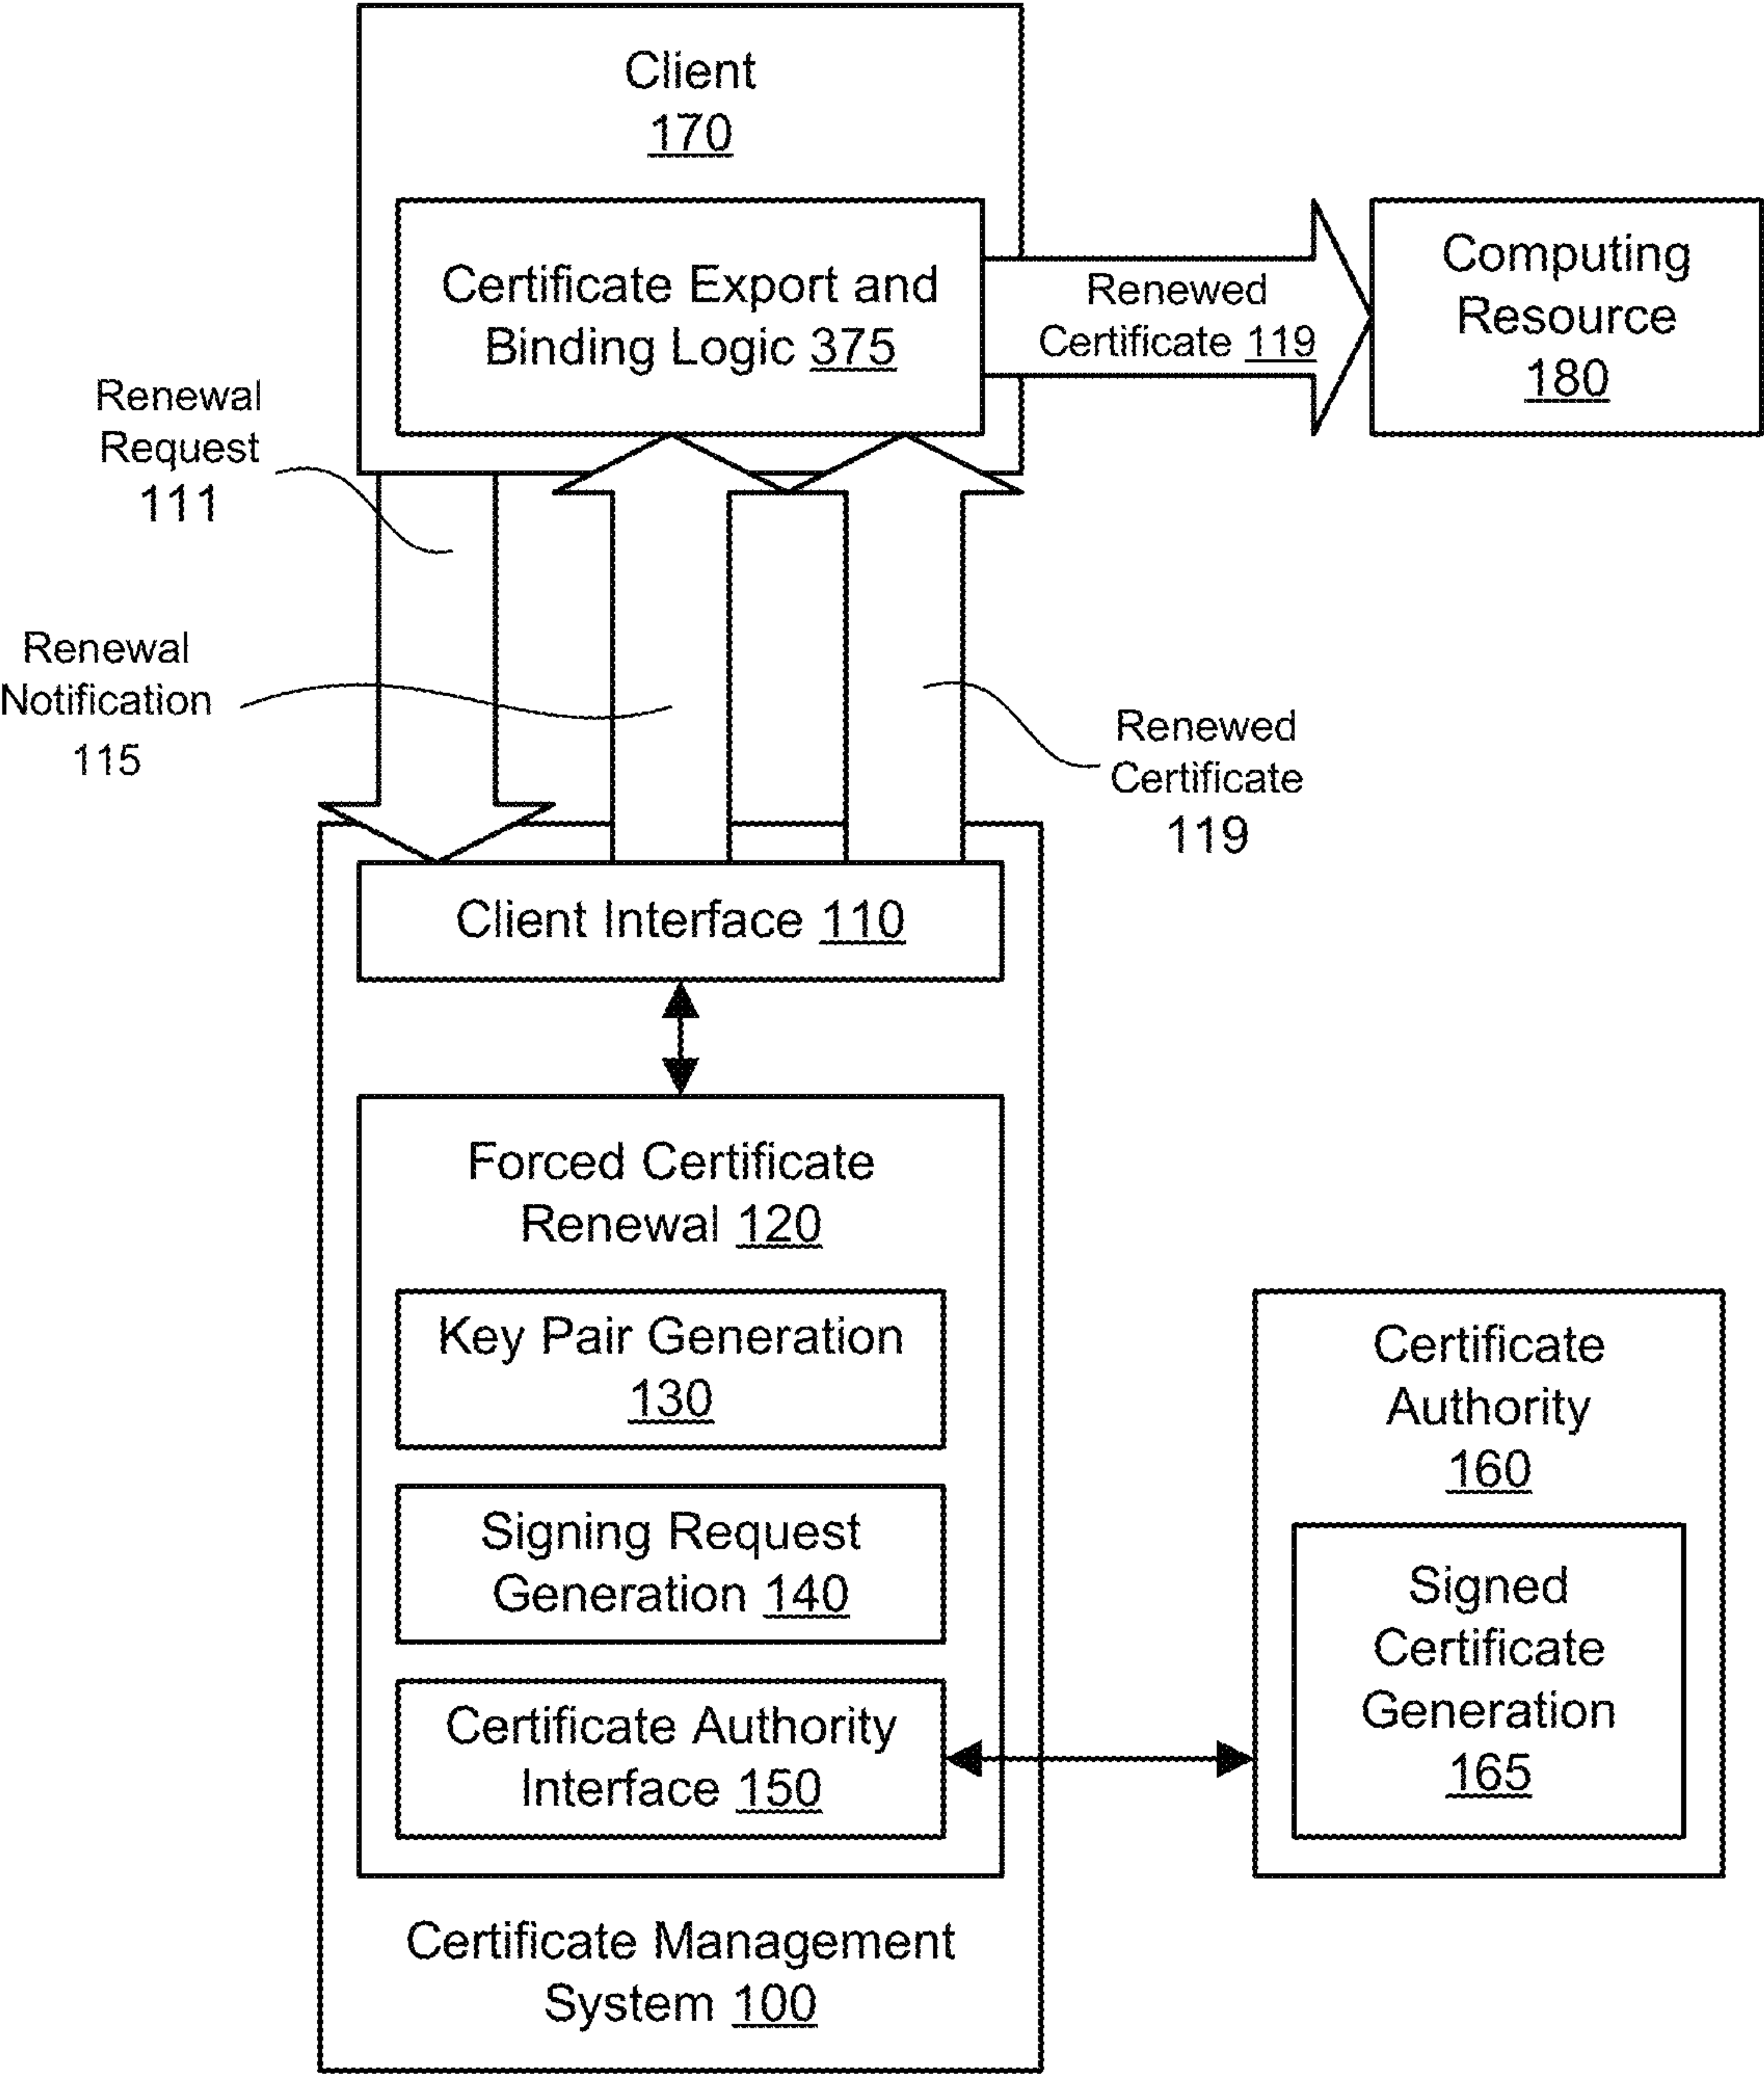 Client
170
Certificate Export and
Binding Logic 375
Renewed
Certificate 119
Computing
Resource
180
Renewal
Request
111
Renewal
Notification
115
Renewed
Certificate
119
Client Interface 110
Forced Certificate
Renewal 120
Key Pair Generation
130
Signing Request
Generation 140
Certificate Authority
Interface 150
Certificate
Authority
160
Signed
Certificate
Generation
165
Certificate Management
System 100